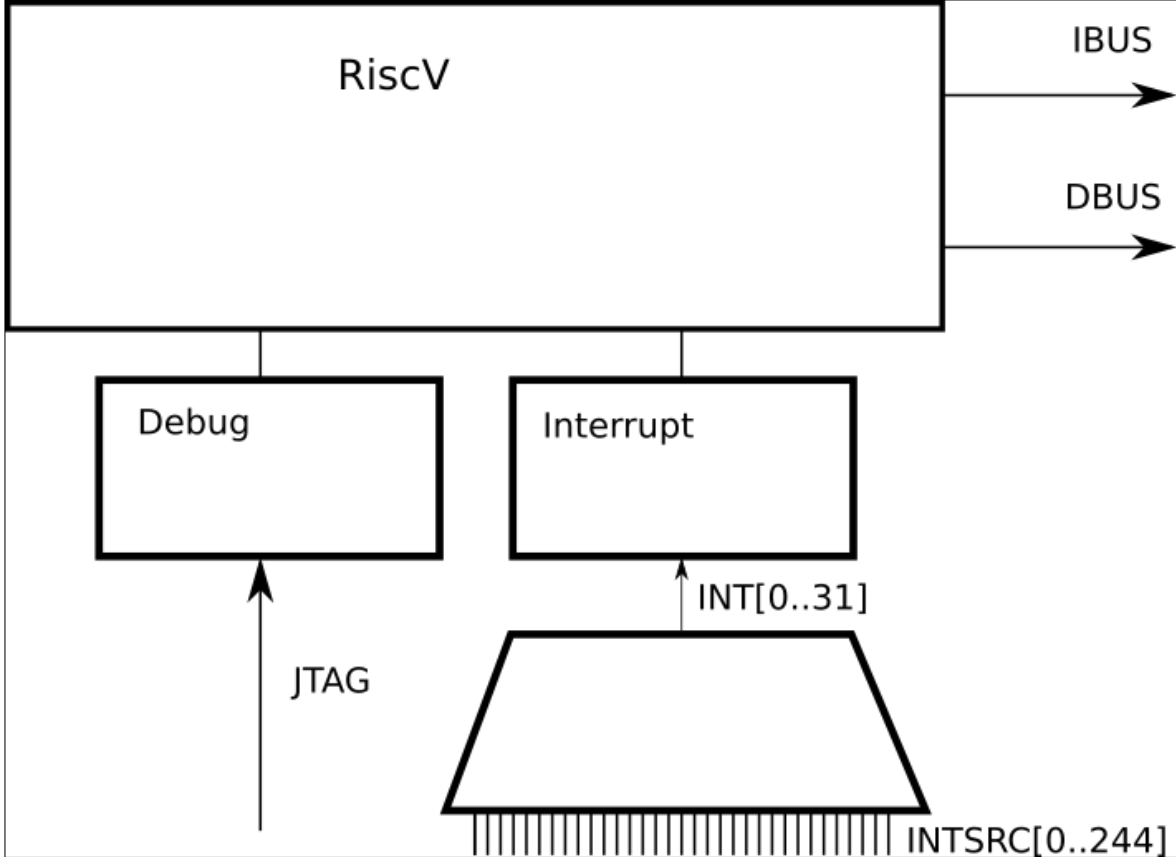 IBUS
RiscV
DBUS
Debug
Interrupt
INT[0..31]
JTAG
INTSRC[0..244]